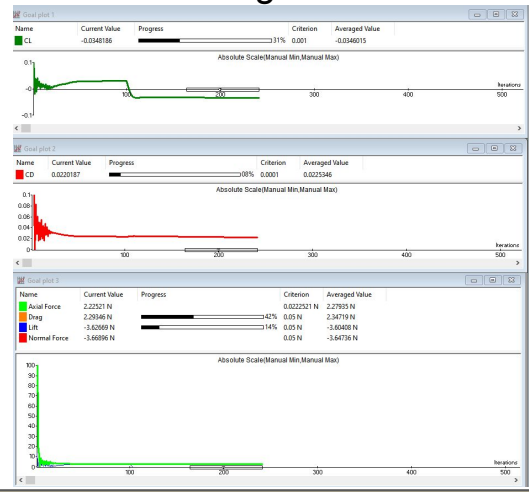 Goal plot 1
Name Current Value Progress Criterion Averaged Value
CL -0.0348186 31% 0.001 -0.0346015
Absolute Scale(Manual Min,Manual Max)
0.1
-0
-0.1
100 200 300 400 500
Iterations
Goal plot 2
Name Current Value Progress Criterion Averaged Value
CD 0.0220187 08% 0.0001 0.0225346
Absolute Scale(Manual Min,Manual Max)
0.1
0.08
0.06
0.04
0.02
0
100 200 300 400 500
Iterations
Goal plot 3
Name Current Value Progress Criterion Averaged Value
Axial Force 2.22521 N 0.0222521 N 2.27935 N
Drag 2.29346 N 42% 0.05 N 2.34719 N
Lift -3.62669 N 14% 0.05 N -3.60408 N
Normal Force -3.66896 N 0.05 N -3.64736 N
Absolute Scale(Manual Min,Manual Max)
100
90
80
70
60
50
40
30
20
10
0
100 200 300 400 500
Iterations